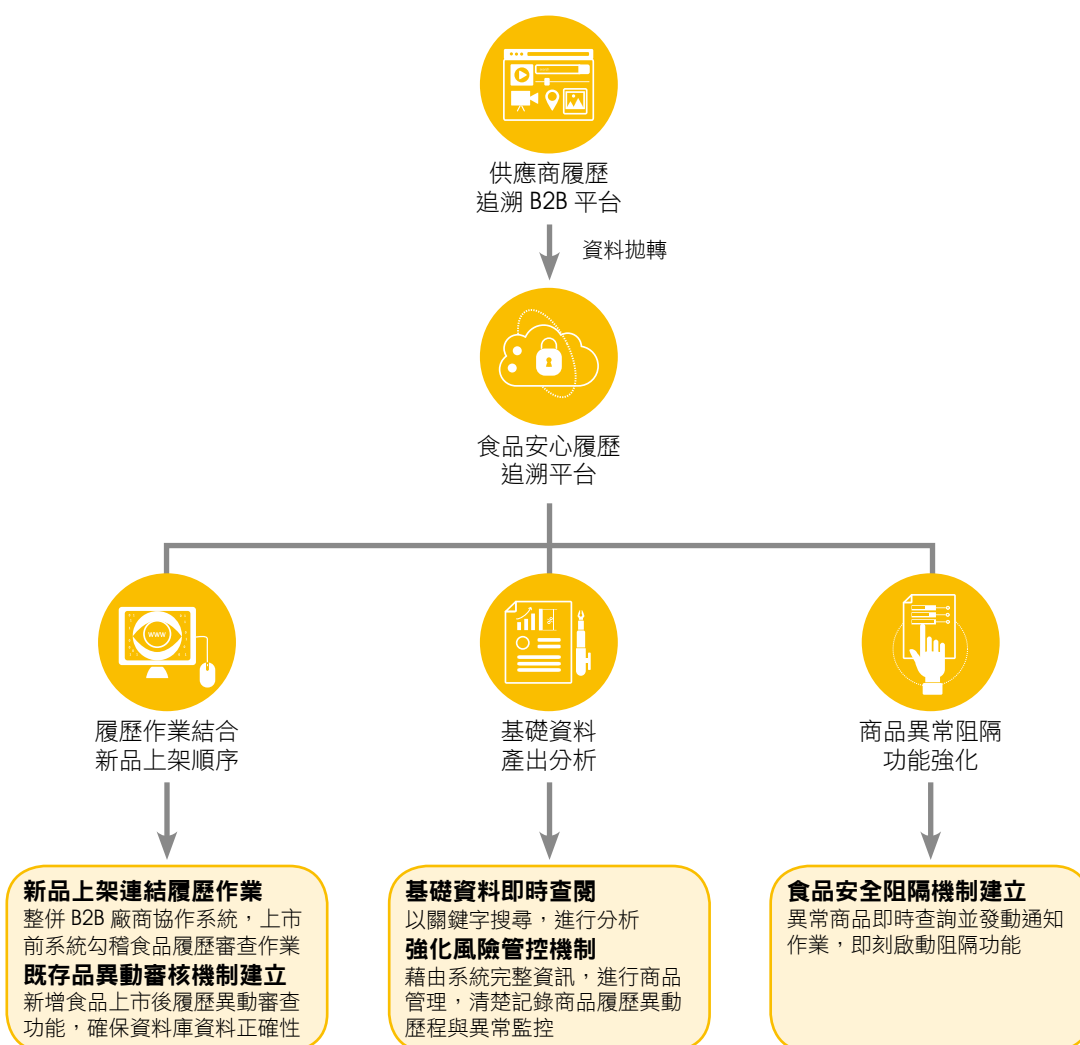 供應商履歷
追溯 B2B 平台
資料拋轉
食品安心履歷
追溯平台
www
履歷作業結合
新品上架順序
基礎資料
產出分析
商品異常阻隔
功能強化
新品上架連結履歷作業
整併 B2B 廠商協作系統，上市
前系統勾稽食品履歷審查作業
既存品異動審核機制建立
新增食品上市後履歷異動審查
功能，確保資料庫資料正確性
基礎資料即時查閱
以關鍵字搜尋，進行分析
強化風險管控機制
藉由系統完整資訊，進行商品
管理，清楚記錄商品履歷異動
歷程與異常監控
食品安全阻隔機制建立
異常商品即時查詢並發動通知
作業，即刻啟動阻隔功能